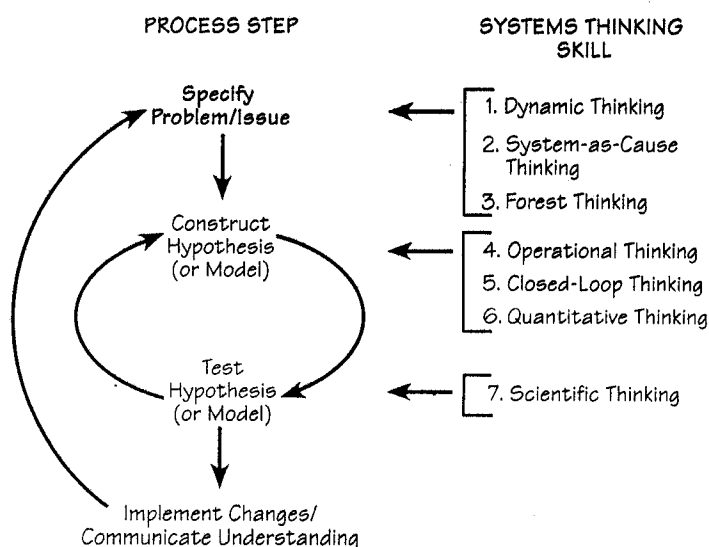 PROCESS STEP
SYSTEMS THINKING
SKILL
Specify
Problem/Issue
1. Dynamic Thinking
2. System-as-Cause
Thinking
3. Forest Thinking
Construct
Hypothesis
(or Model)
4. Operational Thinking
5. Closed-Loop Thinking
6. Quantitative Thinking
Test
Hypothesis
(or Model)
7. Scientific Thinking
Implement Changes/
Communicate Understanding